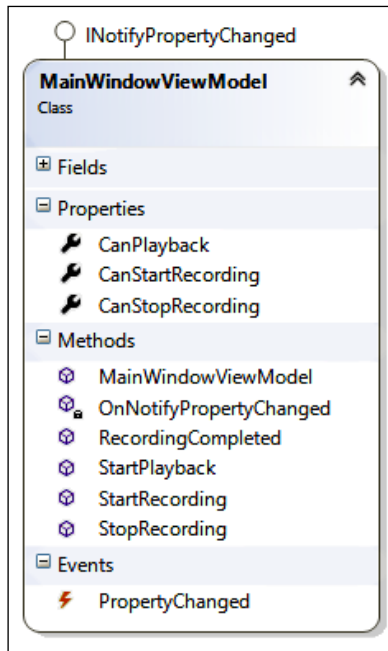 INotifyPropertyChanged
MainWindowViewModel
Class
Fields
Properties
CanPlayback
CanStartRecording
CanStopRecording
Methods
MainWindowViewModel
OnNotifyPropertyChanged
RecordingCompleted
StartPlayback
StartRecording
StopRecording
Events
PropertyChanged